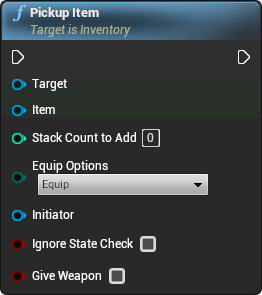 f Pickup Item
Target is Inventory
Target
Item
Stack Count to Add 0
Equip Options
Equip
Initiator
Ignore State Check
Give Weapon